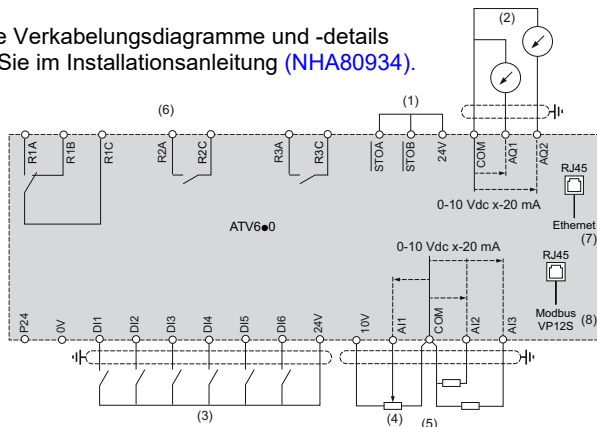 e Verkabelungsdiagramme und -details
Sie im Installationsanleitung (NHA80934).
(2)
(6)
(1)
R1A
R1B
R1C
R2A
R2C
R3A
R3C
STOA
STOB
24V
COM
AQ1
AQ2
RJ45
0-10 Vdc x-20 mA
Ethernet
(7)
ATV6●0
0-10 Vdc x-20 mA
RJ45
Modbus
VP12S
(8)
P24
0V
DI1
DI2
DI3
DI4
DI5
DI6
24V
10V
AI1
COM
AI2
AI3
(3)
(4)
(5)